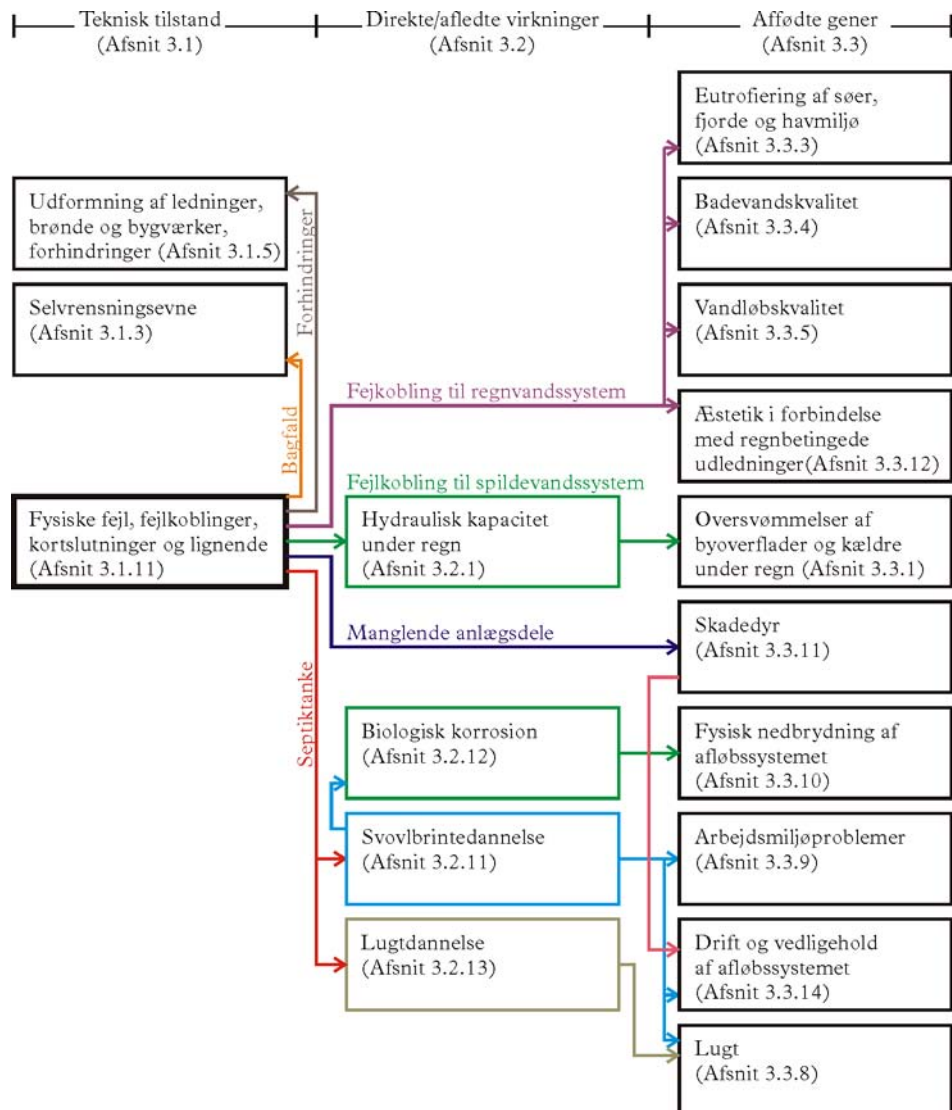 Teknisk tilstand
(Afsnit 3.1)
Direkte/afledte virkninger
(Afsnit 3.2)
Affødte gener
(Afsnit 3.3)
Eutrofiering af søer,
fjorde og havmiljø
(Afsnit 3.3.3)
Udformning af ledninger,
brønde og bygværker,
forhindringer (Afsnit 3.1.5)
Forhindringer
Badevandskvalitet
(Afsnit 3.3.4)
Selvrensningsevne
(Afsnit 3.1.3)
Vandløbskvalitet
(Afsnit 3.3.5)
Bagfald
Fejkobling til regnvandssystem
Æstetik i forbindelse
med regnbetingede
udledninger(Afsnit 3.3.12)
Fejlkobling til spildevandssystem
Fysiske fejl, fejlkoblinger,
kortslutninger og lignende
(Afsnit 3.1.11)
Hydraulisk kapacitet
under regn
(Afsnit 3.2.1)
Oversvømmelser af
byoverflader og kældre
under regn (Afsnit 3.3.1)
Manglende anlægsdele
Skadedyr
(Afsnit 3.3.11)
Septiktanke
Biologisk korrosion
(Afsnit 3.2.12)
Fysisk nedbrydning af
afløbssystemet
(Afsnit 3.3.10)
Svovlbrintedannelse
(Afsnit 3.2.11)
Arbejdsmiljøproblemer
(Afsnit 3.3.9)
Lugtdannelse
(Afsnit 3.2.13)
Drift og vedligehold
af afløbssystemet
(Afsnit 3.3.14)
Lugt
(Afsnit 3.3.8)